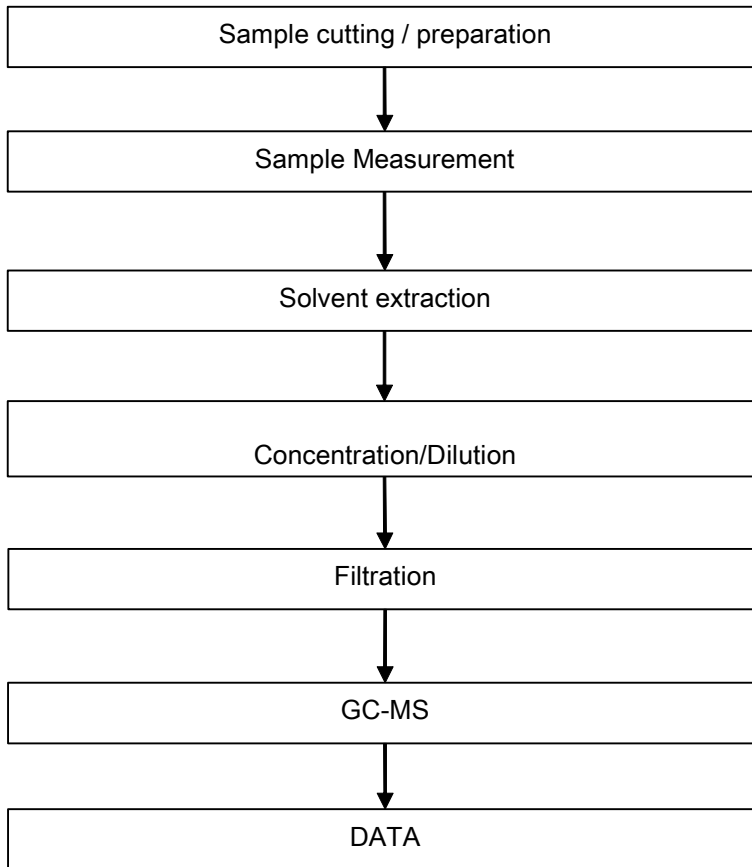 Sample cutting / preparation
Sample Measurement
Solvent extraction
Concentration/Dilution
Filtration
GC-MS
DATA